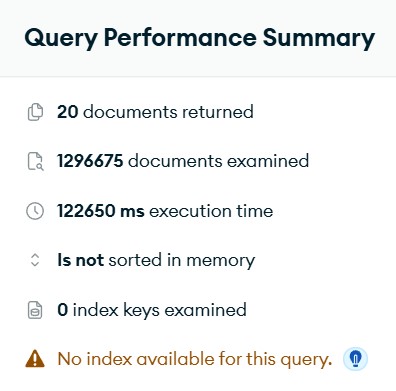 Query Performance Summary
20 documents returned
1296675 documents examined
122650 ms execution time
Is not sorted in memory
0 index keys examined
No index available for this query.